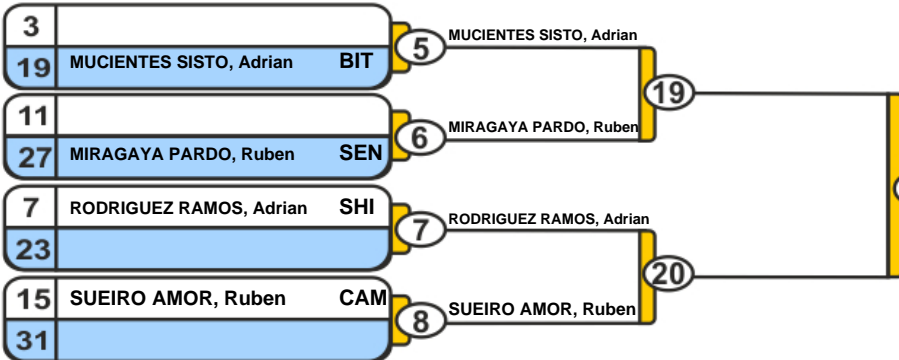 3
19 MUCIENTES SISTO, Adrian BIT
5
MUCIENTES SISTO, Adrian
11
27 MIRAGAYA PARDO, Ruben SEN
6
MIRAGAYA PARDO, Ruben
19
7 RODRIGUEZ RAMOS, Adrian SHI
23
7
RODRIGUEZ RAMOS, Adrian
15 SUEIRO AMOR, Ruben CAM
31
8
SUEIRO AMOR, Ruben
20